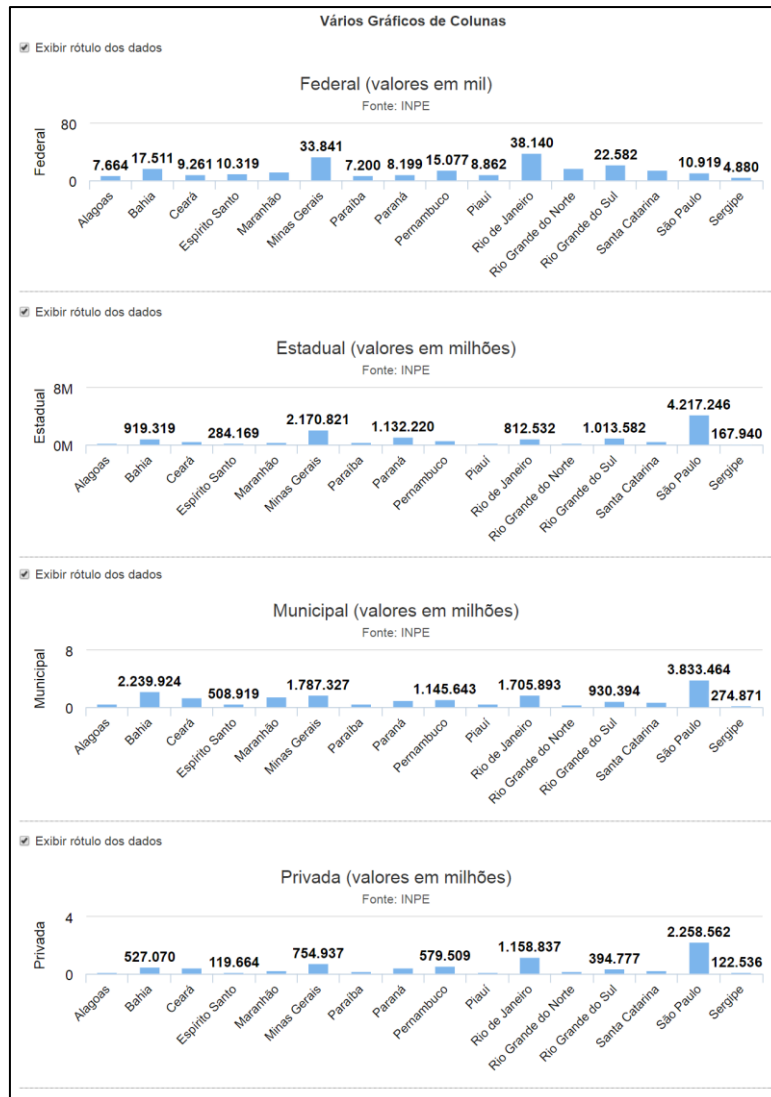 Vários Gráficos de Colunas
Exibir rótulo dos dados
Federal (valores em mil)
Fonte: INPE
80
Federal
0
7.664 17.511 9.261 10.319 33.841 7.200 8.199 15.077 8.862 38.140 22.582 10.919 4.880
Alagoas Bahia Ceará Espírito Santo Maranhão Minas Gerais Paraíba Paraná Pernambuco Piauí Rio de Janeiro Rio Grande do Norte Rio Grande do Sul Santa Catarina São Paulo Sergipe
Exibir rótulo dos dados
Estadual (valores em milhões)
Fonte: INPE
8M
Estadual
0M
919.319 284.169 2.170.821 1.132.220 812.532 1.013.582 4.217.246 167.940
Alagoas Bahia Ceará Espírito Santo Maranhão Minas Gerais Paraíba Paraná Pernambuco Piauí Rio de Janeiro Rio Grande do Norte Rio Grande do Sul Santa Catarina São Paulo Sergipe
Exibir rótulo dos dados
Municipal (valores em milhões)
Fonte: INPE
8
Municipal
0
2.239.924 508.919 1.787.327 1.145.643 1.705.893 930.394 3.833.464 274.871
Alagoas Bahia Ceará Espírito Santo Maranhão Minas Gerais Paraíba Paraná Pernambuco Piauí Rio de Janeiro Rio Grande do Norte Rio Grande do Sul Santa Catarina São Paulo Sergipe
Exibir rótulo dos dados
Privada (valores em milhões)
Fonte: INPE
4
Privada
0
527.070 119.664 754.937 579.509 1.158.837 394.777 2.258.562 122.536
Alagoas Bahia Ceará Espírito Santo Maranhão Minas Gerais Paraíba Paraná Pernambuco Piauí Rio de Janeiro Rio Grande do Norte Rio Grande do Sul Santa Catarina São Paulo Sergipe